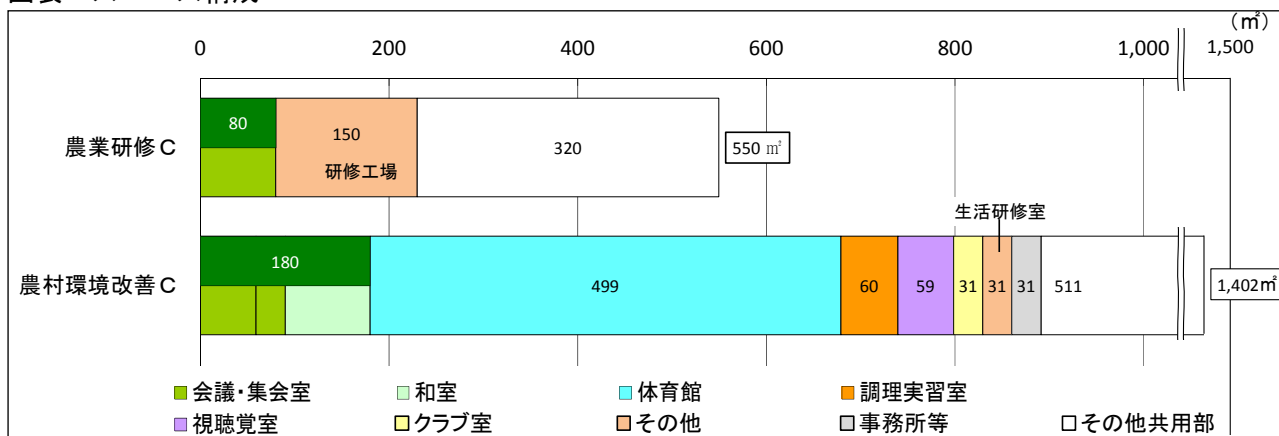 (㎡)
0 200 400 600 800 1,000 1,500
農業研修C
80
150
研修工場
320
550 ㎡
生活研修室
農村環境改善C
180
499
60
59
31
31
31
511
1,402㎡
会議・集会室 和室 体育館 調理実習室
視聴覚室 クラブ室 その他 事務所等 その他共用部